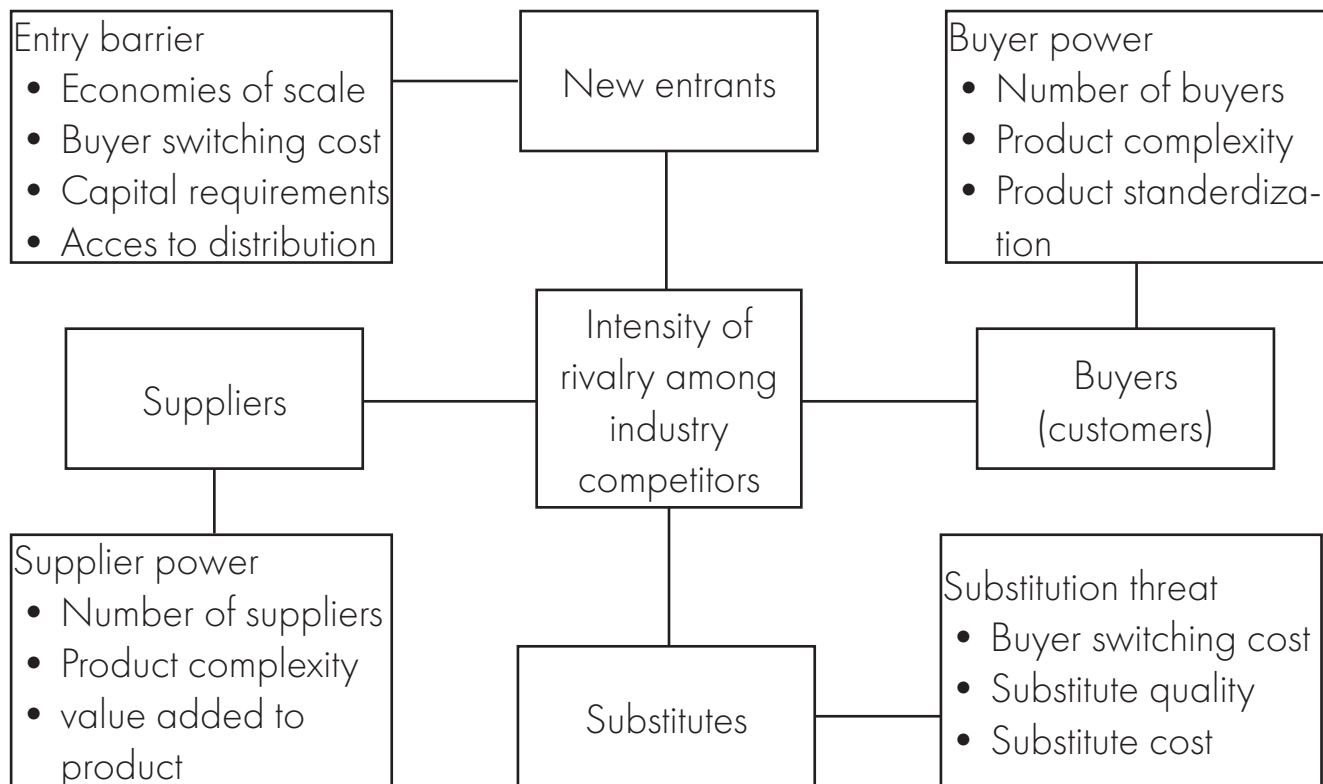 Entry barrier
• Economies of scale
• Buyer switching cost
• Capital requirements
• Acces to distribution
New entrants
Buyer power
• Number of buyers
• Product complexity
• Product standerdiza-
tion
Suppliers
Intensity of
rivalry among
industry
competitors
Buyers
(customers)
Supplier power
• Number of suppliers
• Product complexity
• value added to
product
Substitutes
Substitution threat
• Buyer switching cost
• Substitute quality
• Substitute cost